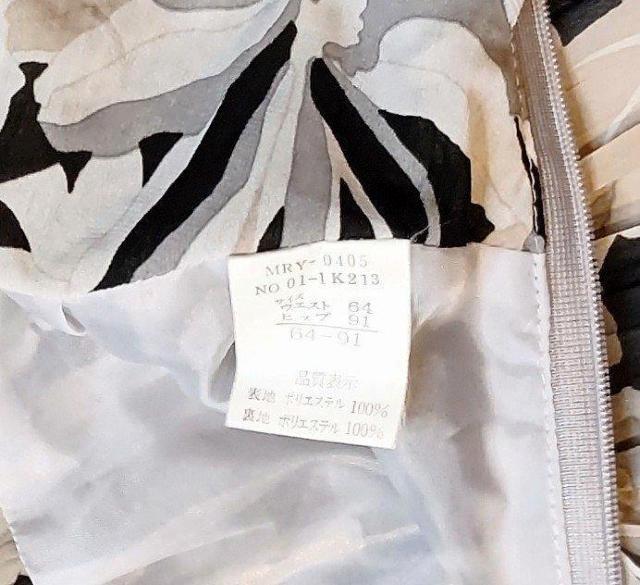 MRY-0405
NO 01-1K213
サイズ
ウエスト 64
ヒップ 91
64-91
品質表示
表地 ポリエステル 100%
裏地 ポリエステル 100%